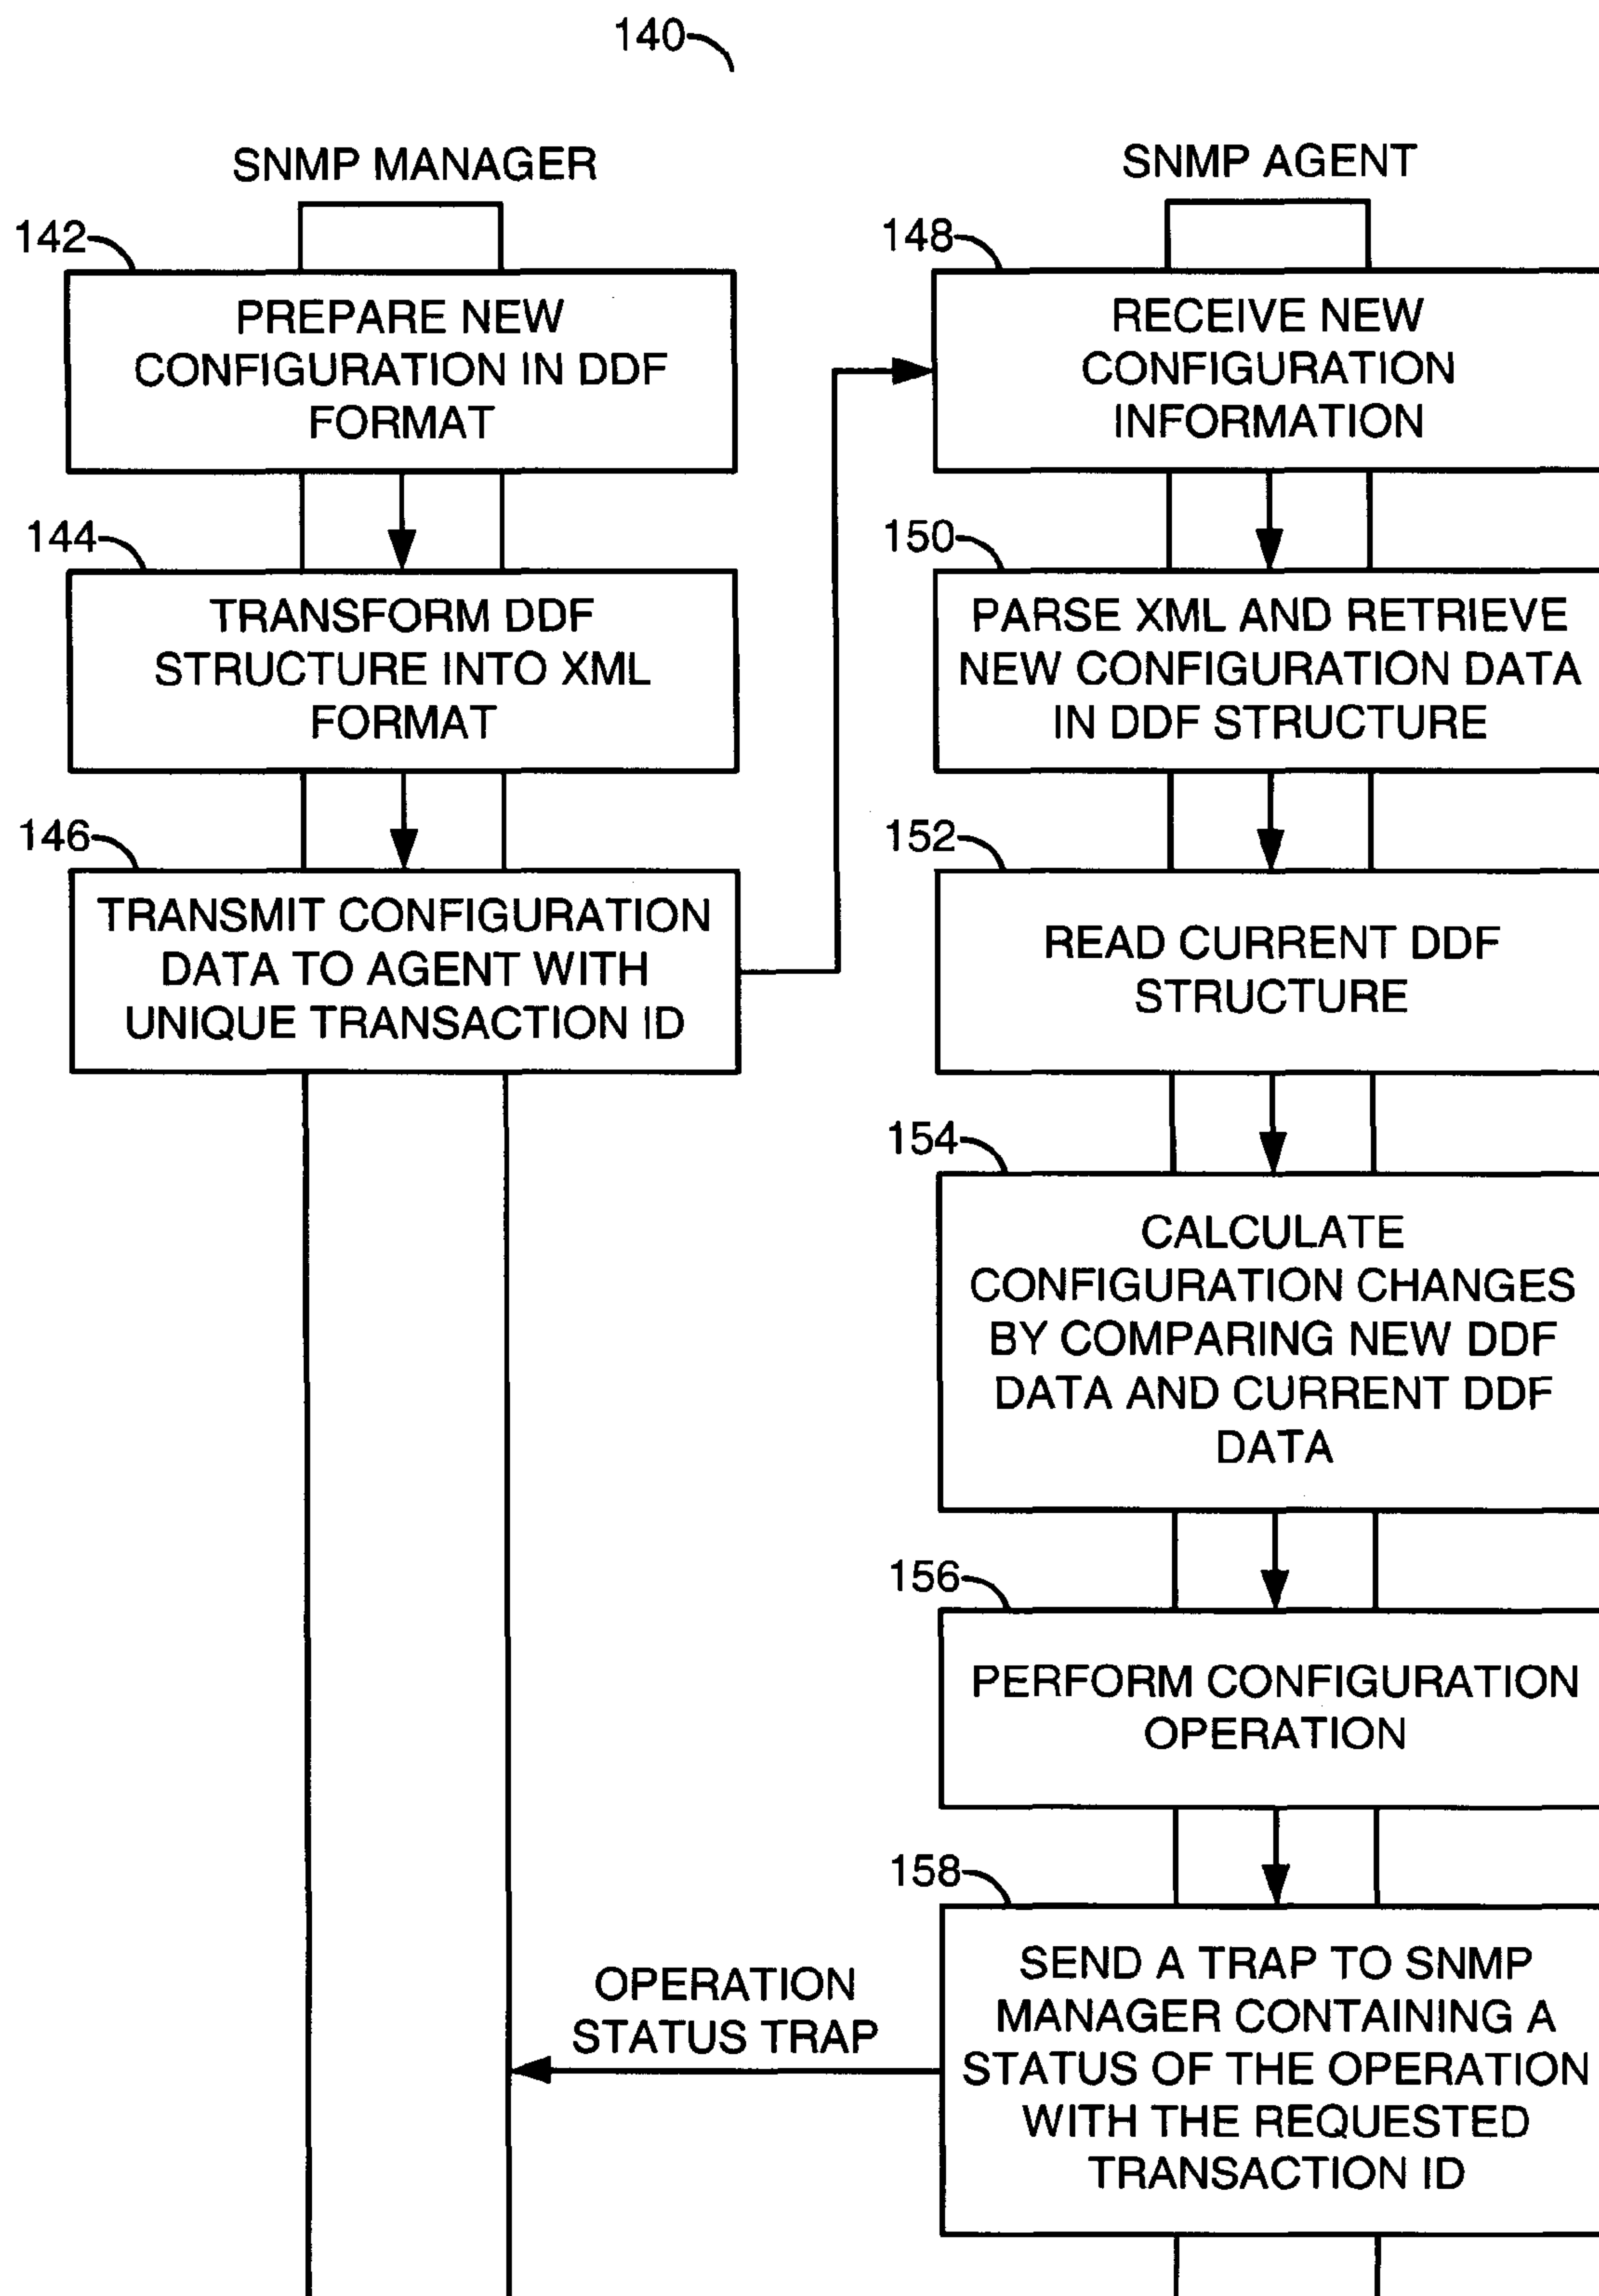 140
SNMP MANAGER
142
PREPARE NEW
CONFIGURATION IN DDF
FORMAT
144
TRANSFORM DDF
STRUCTURE INTO XML
FORMAT
146
TRANSMIT CONFIGURATION
DATA TO AGENT WITH
UNIQUE TRANSACTION ID
SNMP AGENT
148
RECEIVE NEW
CONFIGURATION
INFORMATION
150
PARSE XML AND RETRIEVE
NEW CONFIGURATION DATA
IN DDF STRUCTURE
152
READ CURRENT DDF
STRUCTURE
154
CALCULATE
CONFIGURATION CHANGES
BY COMPARING NEW DDF
DATA AND CURRENT DDF
DATA
156
PERFORM CONFIGURATION
OPERATION
158
SEND A TRAP TO SNMP
MANAGER CONTAINING A
STATUS OF THE OPERATION
WITH THE REQUESTED
TRANSACTION ID
OPERATION
STATUS TRAP